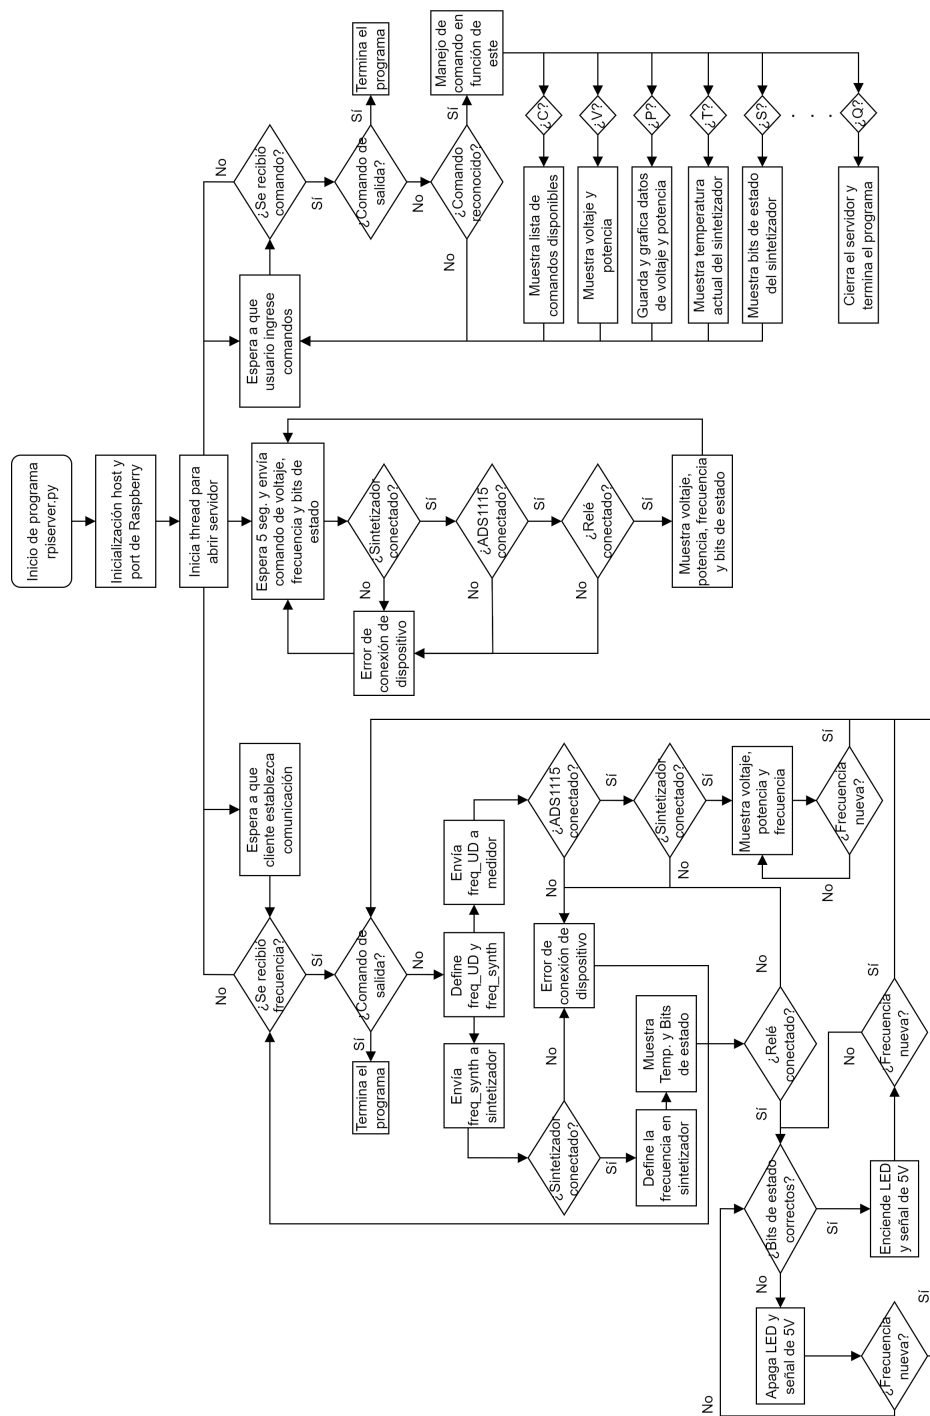 Inicio de programa
rpiserver.py
Inicialización host y
port de Raspberry
Inicia thread para
abrir servidor
Espera a que
cliente establezca
comunicación
¿Se recibió
frecuencia?
No
Sí
¿Comando de
salida?
Sí
No
Termina el
programa
Define
freq_UD y
freq_synth
Envía
freq_synth a
sintetizador
Envía
freq_UD a
medidor
¿Sintetizador
conectado?
No
Sí
Define la
frecuencia en
sintetizador
Muestra
Temp. y Bits
de estado
Error de
conexión de
dispositivo
¿ADS1115
conectado?
No
Sí
¿Sintetizador
conectado?
No
Sí
Muestra voltaje,
potencia y
frecuencia
¿Frecuencia
nueva?
No
Sí
¿Relé
conectado?
No
Sí
¿Bits de estado
correctos?
No
Sí
Apaga LED y
señal de 5V
¿Frecuencia
nueva?
No
Sí
Enciende LED
y señal de 5V
¿Frecuencia
nueva?
No
Sí
Espera 5 seg. y envía
comando de voltaje,
frecuencia y bits de
estado
¿Sintetizador
conectado?
No
Sí
¿ADS1115
conectado?
No
Sí
¿Relé
conectado?
No
Sí
Error de
conexión de
dispositivo
Muestra voltaje,
potencia, frecuencia
y bits de estado
Espera a que
usuario ingrese
comandos
¿Se recibió
comando?
No
Sí
¿Comando de
salida?
Sí
No
Termina el
programa
¿Comando
reconocido?
No
Sí
Manejo de
comando en
función de
este
¿C?
Muestra lista de
comandos disponibles
¿V?
Muestra voltaje y
potencia
¿P?
Guarda y grafica datos
de voltaje y potencia
¿T?
Muestra temperatura
actual del sintetizador
¿S?
Muestra bits de estado
del sintetizador
. . .
¿Q?
Cierra el servidor y
termina el programa